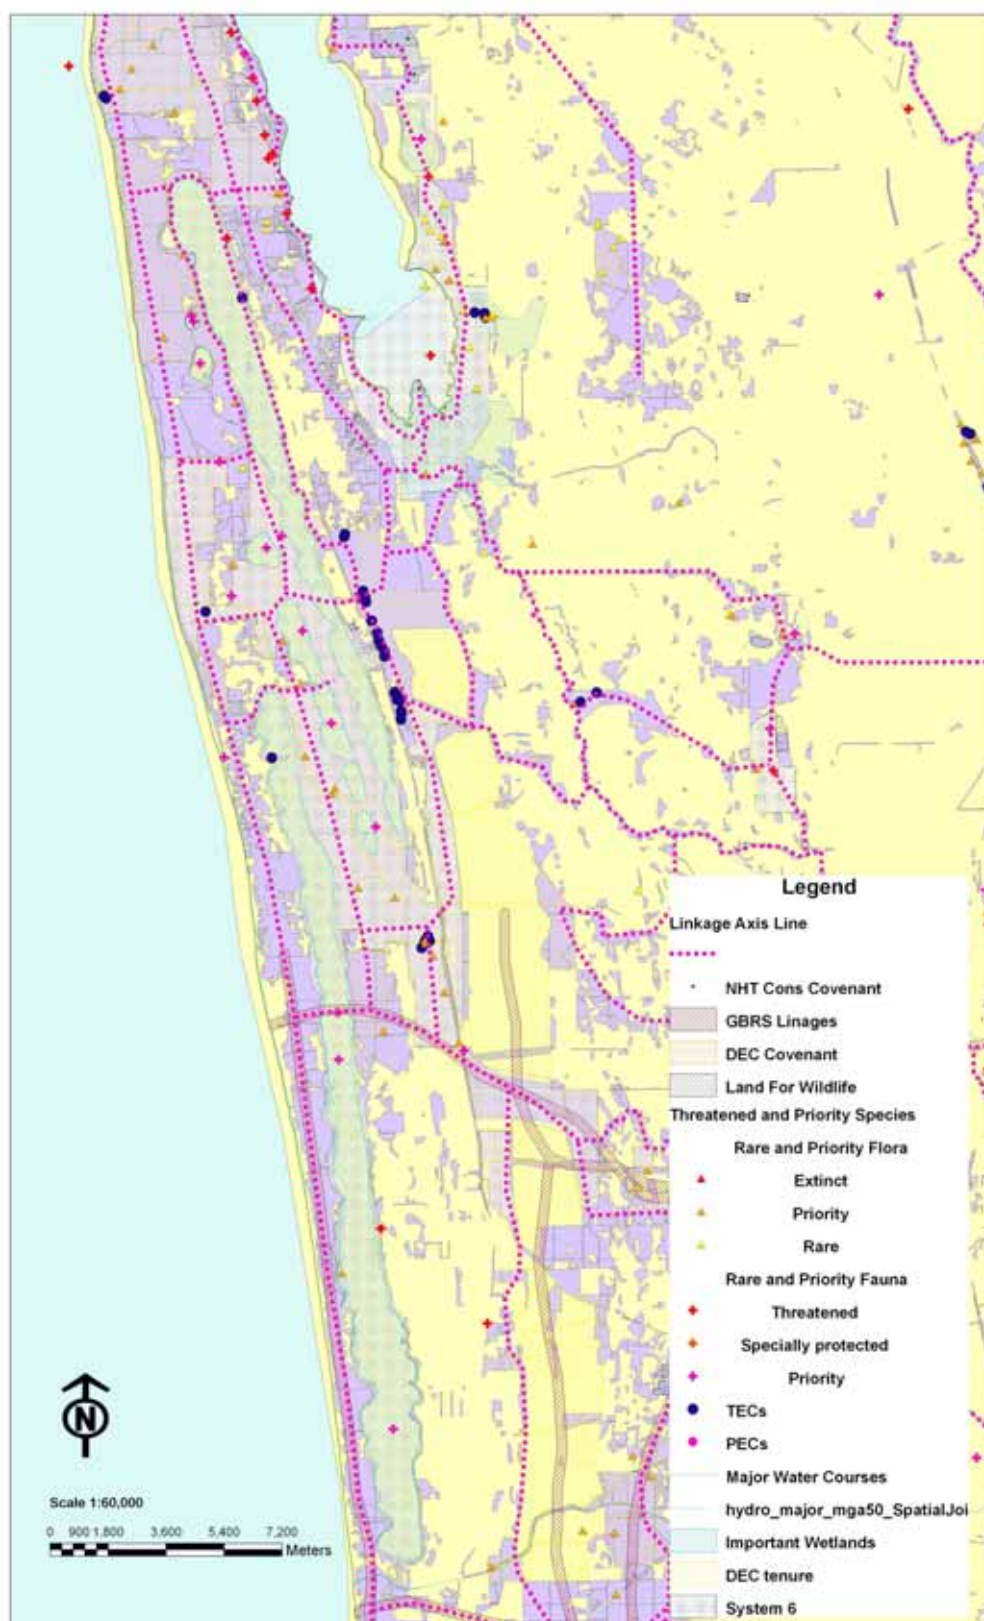 Legend
Linkage Axis Line
NHT Cons Covenant
GBRS Linages
DEC Covenant
Land For Wildlife
Threatened and Priority Species
Rare and Priority Flora
Extinct
Priority
Rare
Rare and Priority Fauna
Threatened
Specially protected
Priority
TECs
PECs
Major Water Courses
hydro_major_mga50_SpatialJoi
Important Wetlands
DEC tenure
System 6
N
Scale 1:60,000
0 900 1,800 3,600 5,400 7,200
Meters